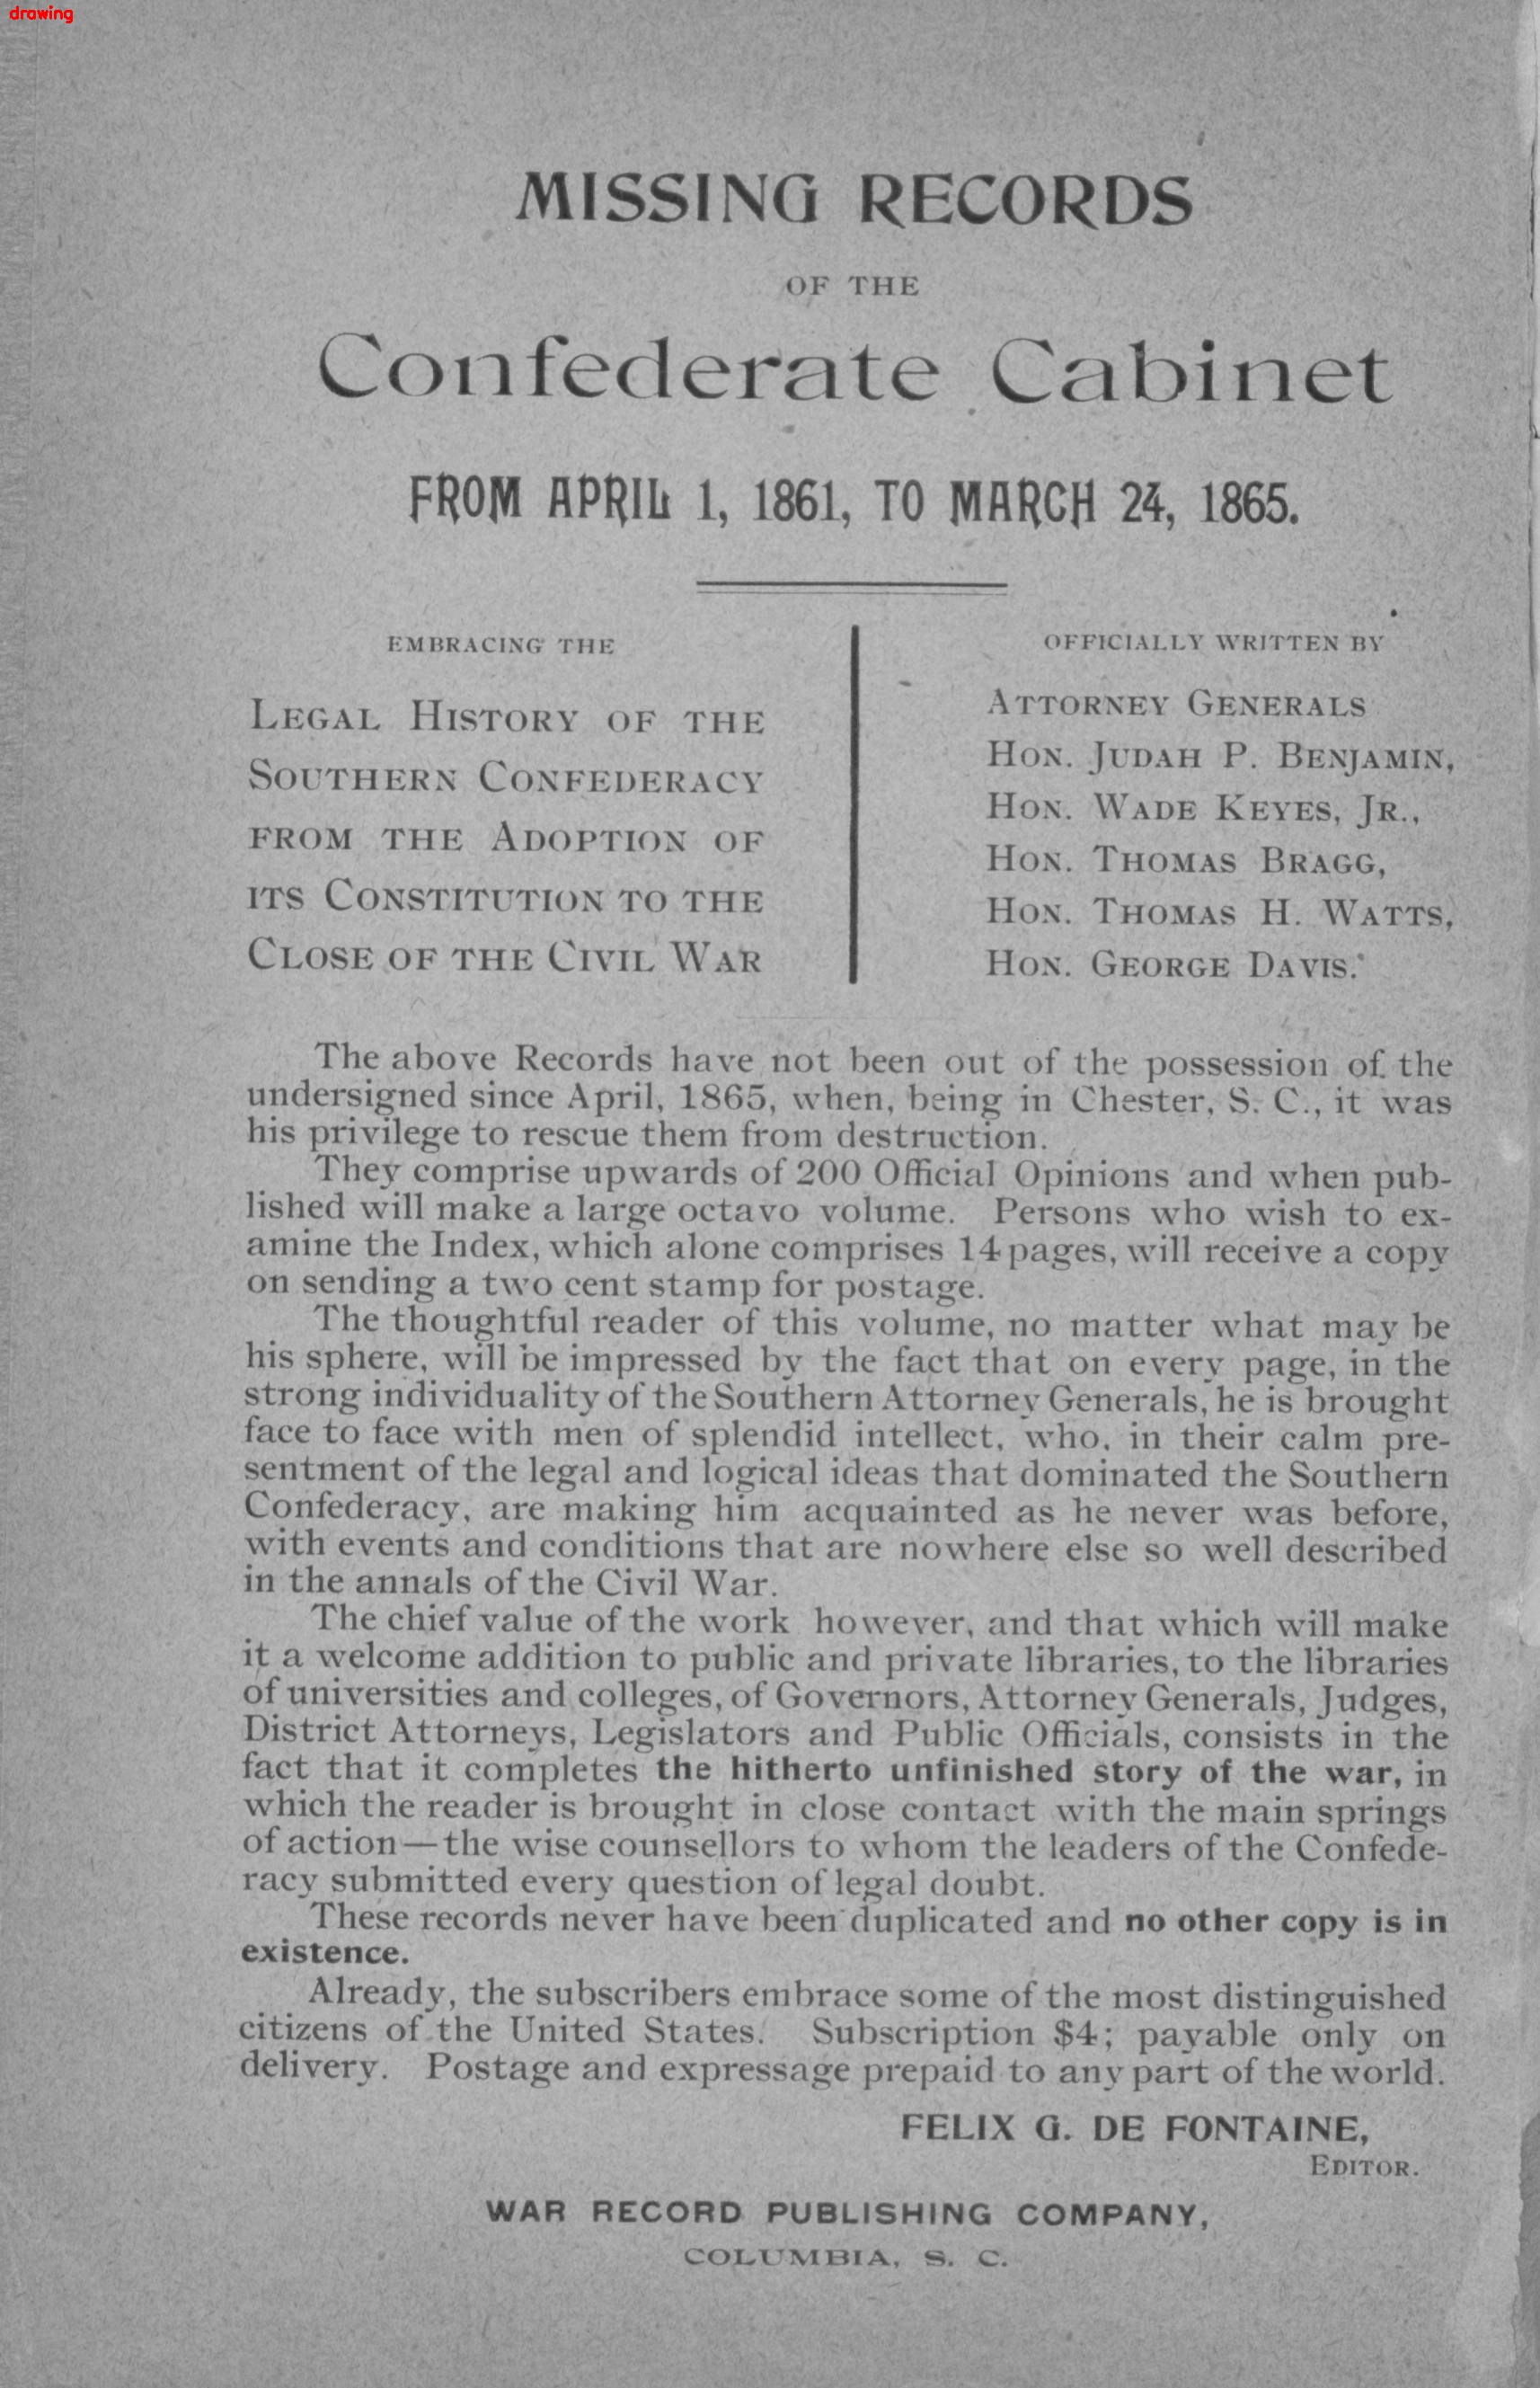 drawing
MISSING RECORDS
OF THE
Confederate Cabinet
FROM APRIL 1, 1861, TO MARCH 24, 1865.
EMBRACING THE
LEGAL HISTORY OF THE
SOUTHERN CONFEDERACY
FROM THE ADOPTION OF
ITS CONSTITUTION TO THE
CLOSE OF THE CIVIL WAR
OFFICIALLY WRITTEN BY
ATTORNEY GENERALS
HON. JUDAH P. BENJAMIN,
HON. WADE KEYES, JR.,
HON. THOMAS BRAGG,
HON. THOMAS H. WATTS,
HON. GEORGE DAVIS.
The above Records have not been out of the possession of the
undersigned since April, 1865, when, being in Chester, S. C., it was
his privilege to rescue them from destruction.
They comprise upwards of 200 Official Opinions and when pub-
lished will make a large octavo volume. Persons who wish to ex-
amine the Index, which alone comprises 14 pages, will receive a copy
on sending a two cent stamp for postage.
The thoughtful reader of this volume, no matter what may be
his sphere, will be impressed by the fact that on every page, in the
strong individuality of the Southern Attorney Generals, he is brought
face to face with men of splendid intellect, who, in their calm pre-
sentment of the legal and logical ideas that dominated the Southern
Confederacy, are making him acquainted as he never was before,
with events and conditions that are nowhere else so well described
in the annals of the Civil War.
The chief value of the work however, and that which will make
it a welcome addition to public and private libraries, to the libraries
of universities and colleges, of Governors, Attorney Generals, Judges,
District Attorneys, Legislators and Public Officials, consists in the
fact that it completes the hitherto unfinished story of the war, in
which the reader is brought in close contact with the main springs
of action—the wise counsellors to whom the leaders of the Confede-
racy submitted every question of legal doubt.
These records never have been duplicated and no other copy is in
existence.
Already, the subscribers embrace some of the most distinguished
citizens of the United States. Subscription $4; payable only on
delivery. Postage and expressage prepaid to any part of the world.
FELIX G. DE FONTAINE,
EDITOR.
WAR RECORD PUBLISHING COMPANY,
COLUMBIA, S. C.